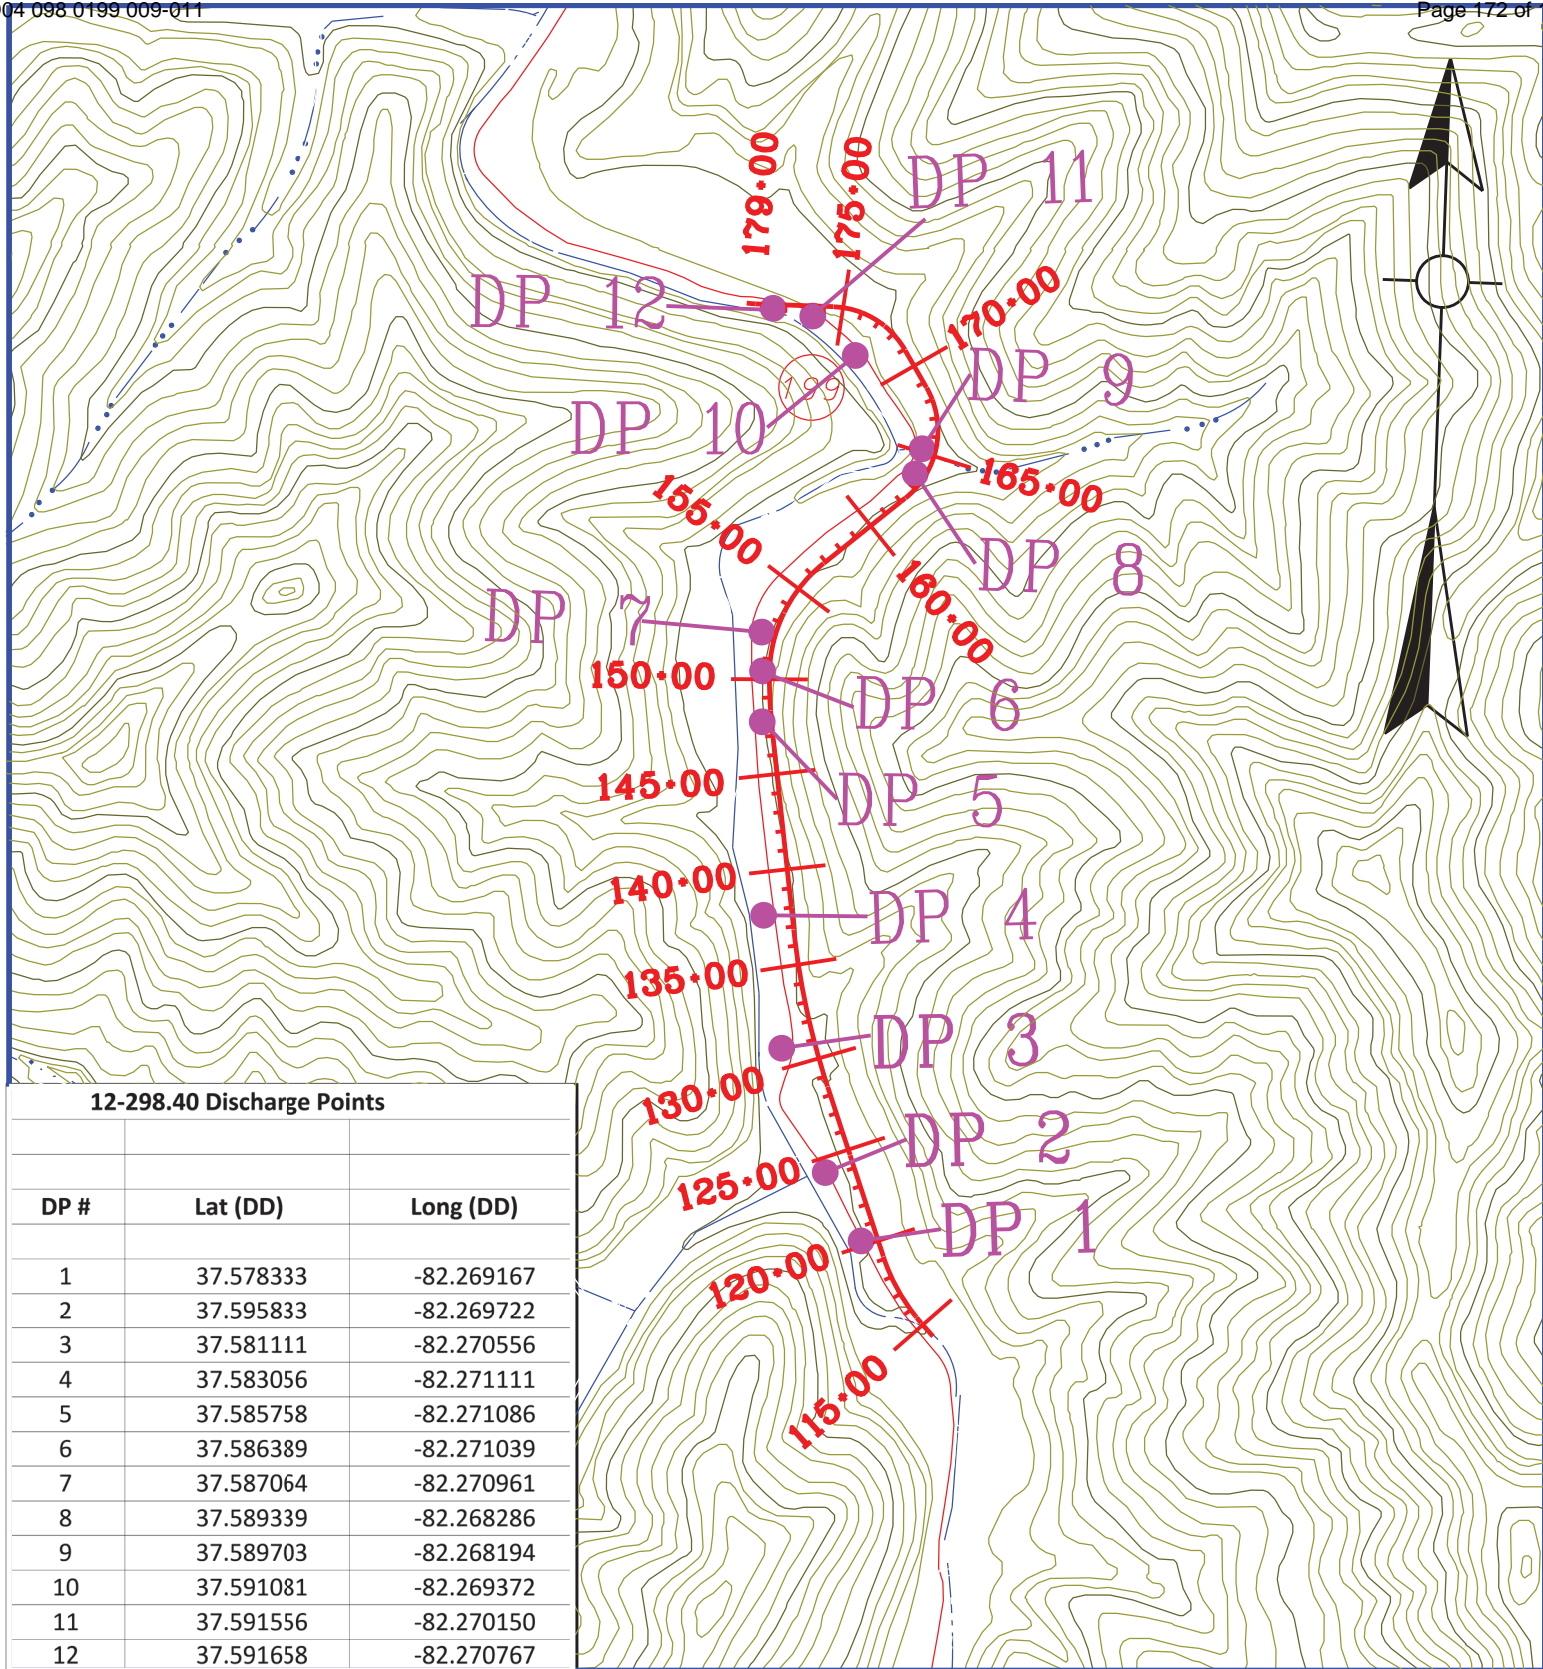 04 098 0199 009-011
Page 172 of
179+00
175+00
DP 11
DP 12
170+00
DP 9
199
DP 10
165+00
155+00
DP 8
160+00
DP 7
150+00
DP 6
145+00
DP 5
140+00
DP 4
135+00
DP 3
130+00
DP 2
125+00
DP 1
120+00
115+00
12-298.40 Discharge Points
DP # Lat (DD) Long (DD)
1 37.578333 -82.269167
2 37.595833 -82.269722
3 37.581111 -82.270556
4 37.583056 -82.271111
5 37.585758 -82.271086
6 37.586389 -82.271039
7 37.587064 -82.270961
8 37.589339 -82.268286
9 37.589703 -82.268194
10 37.591081 -82.269372
11 37.591556 -82.270150
12 37.591658 -82.270767